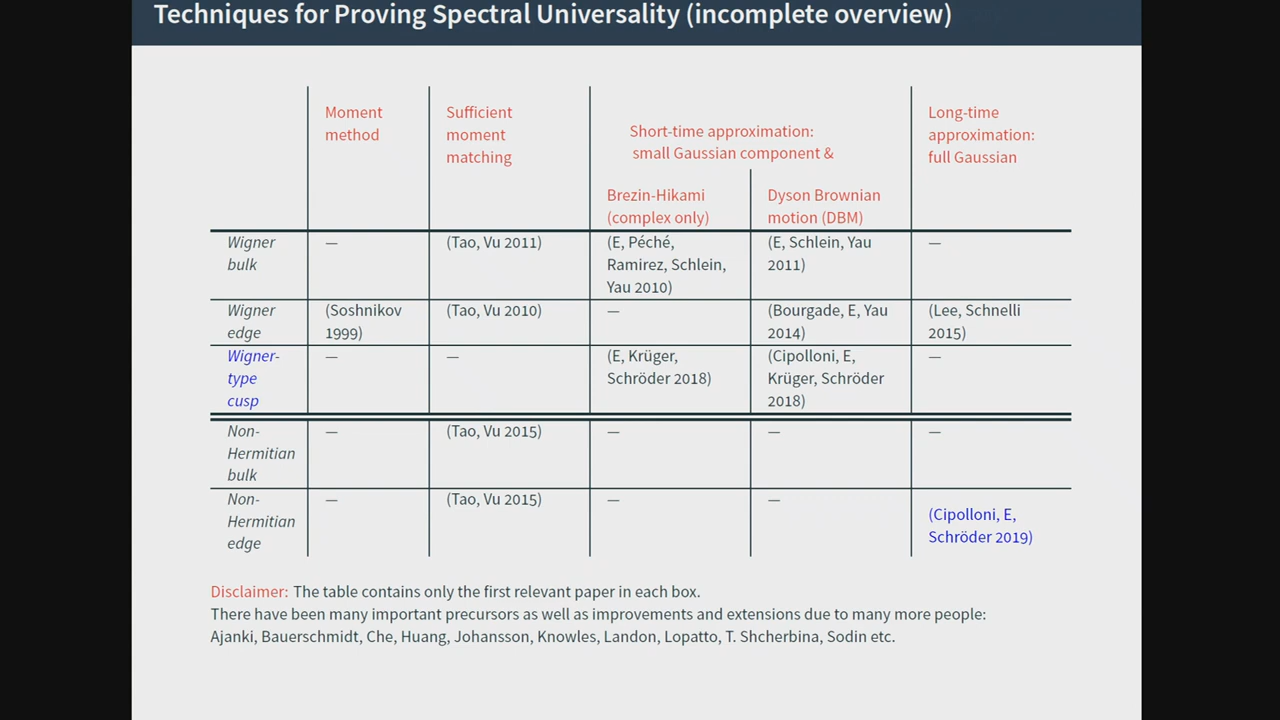 Techniques for Proving Spectral Universality (incomplete overview)
Moment
method
Sufficient
moment
matching
Short-time approximation:
small Gaussian component &
Brezin-Hikami
(complex only)
Dyson Brownian
motion (DBM)
Long-time
approximation:
full Gaussian
Wigner
bulk
—
(Tao, Vu 2011)
(E, Péché,
Ramirez, Schlein,
Yau 2010)
(E, Schlein, Yau
2011)
—
Wigner
edge
(Soshnikov
1999)
(Tao, Vu 2010)
—
(Bourgade, E, Yau
2014)
(Lee, Schnelli
2015)
Wigner-
type
cusp
—
—
(E, Krüger,
Schröder 2018)
(Cipolloni, E,
Krüger, Schröder
2018)
—
Non-
Hermitian
bulk
—
(Tao, Vu 2015)
—
—
—
Non-
Hermitian
edge
—
(Tao, Vu 2015)
—
—
(Cipolloni, E,
Schröder 2019)
Disclaimer: The table contains only the first relevant paper in each box.
There have been many important precursors as well as improvements and extensions due to many more people:
Ajanki, Bauerschmidt, Che, Huang, Johansson, Knowles, Landon, Lopatto, T. Shcherbina, Sodin etc.